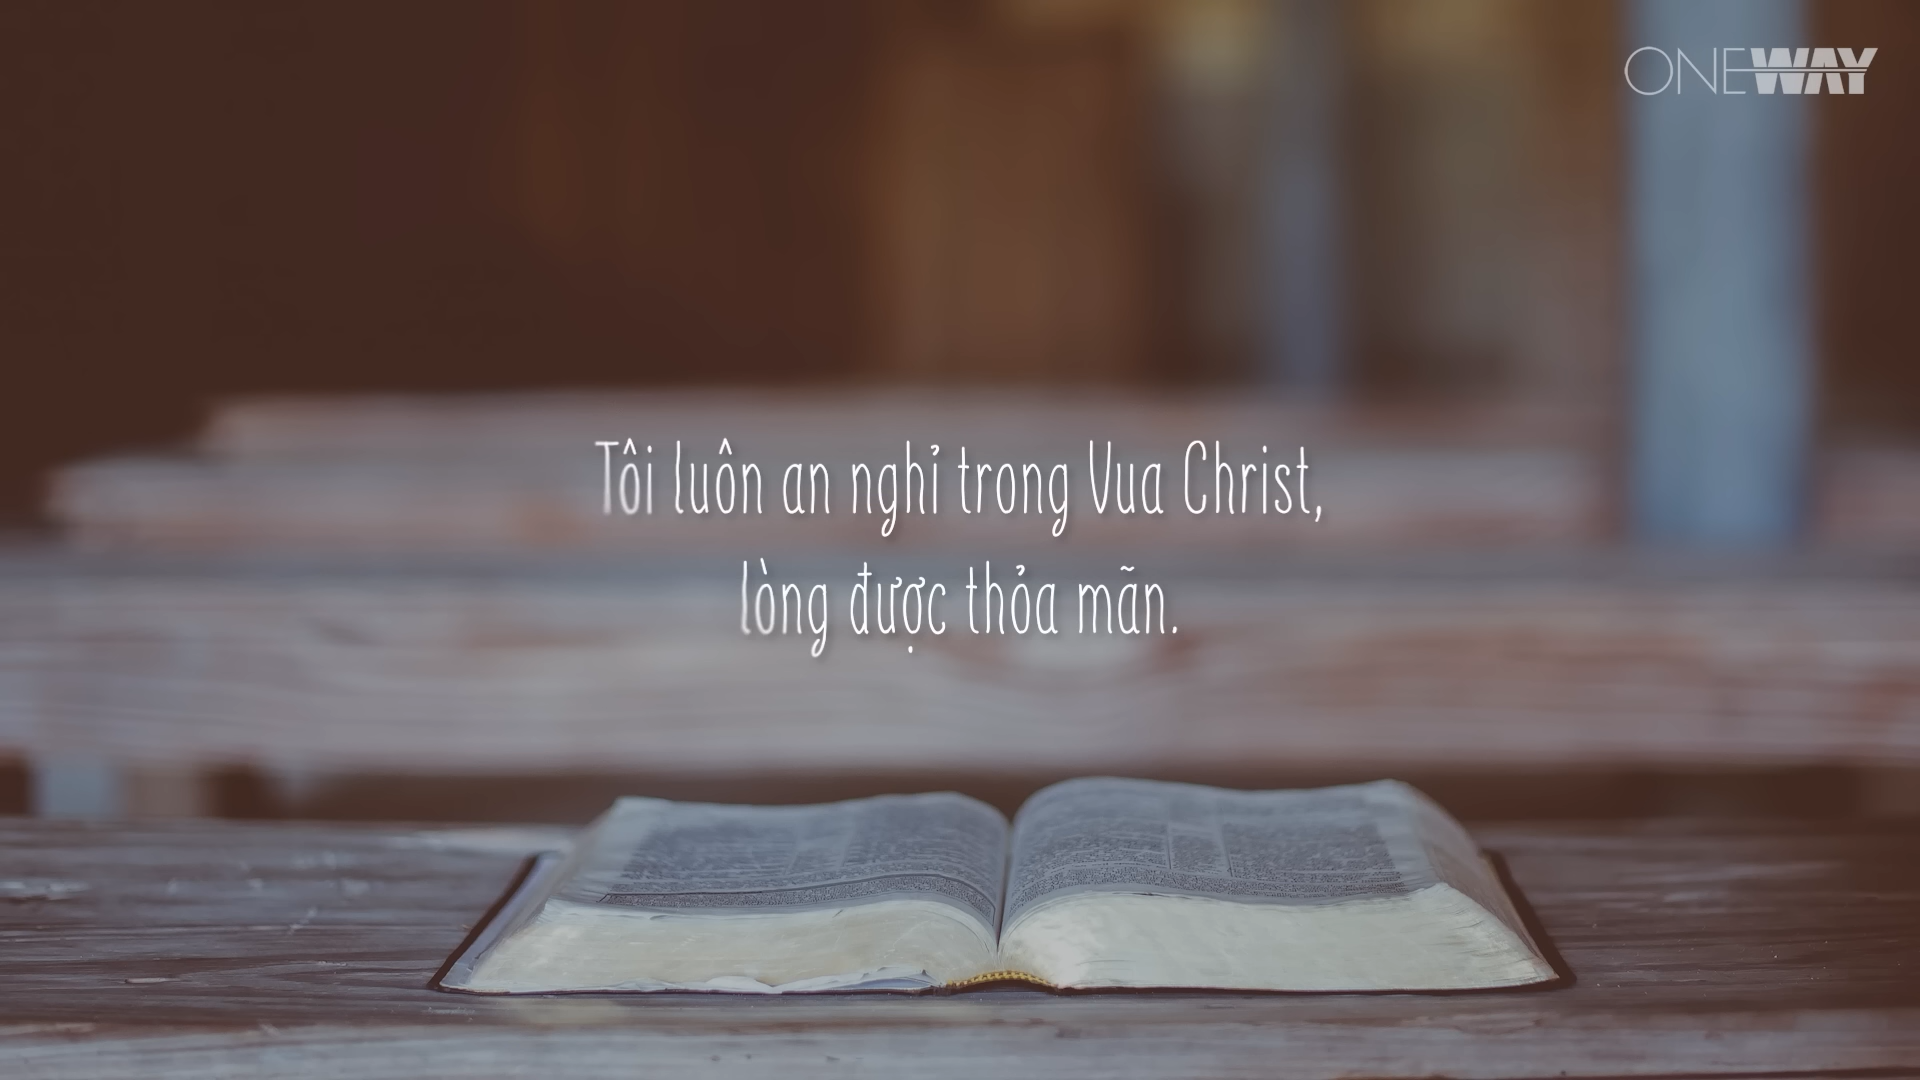 ONEWAY
Tôi luôn an nghỉ trong Vua Christ,
lòng được thỏa mãn.